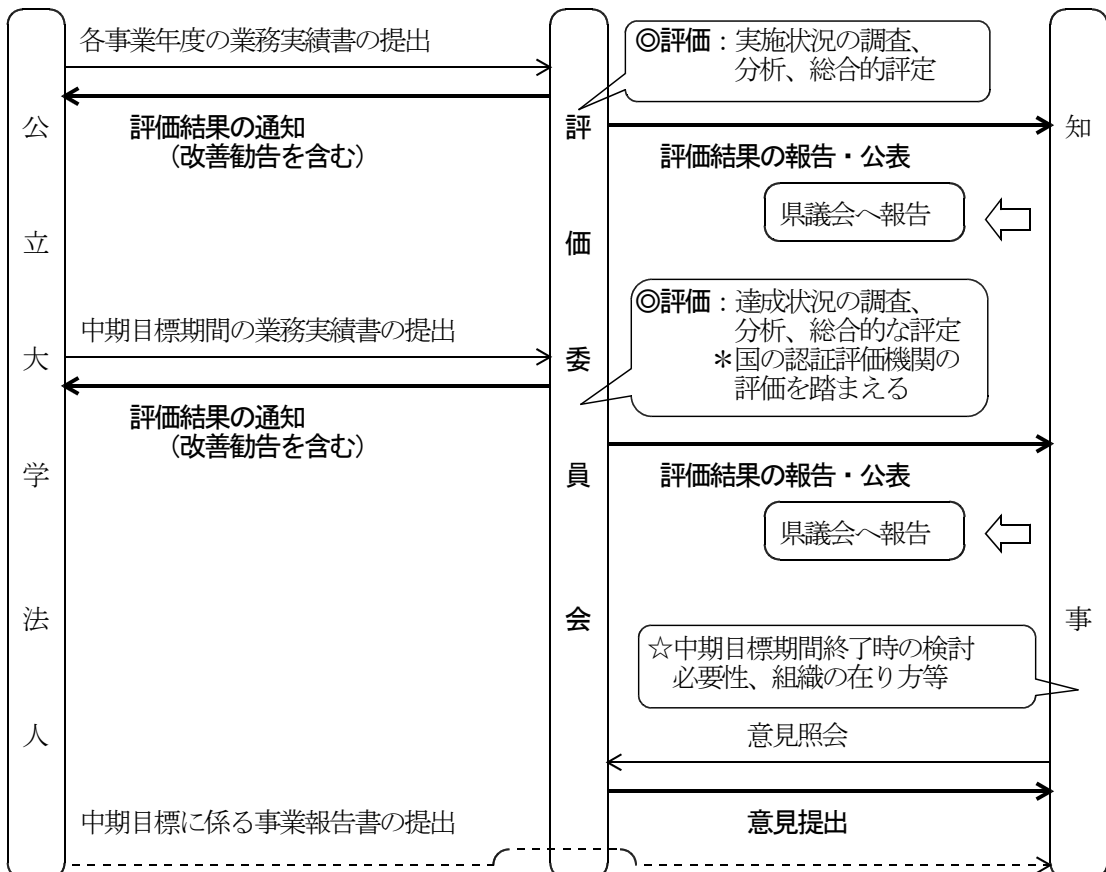 公立大学法人
評価委員会
知事
各事業年度の業務実績書の提出
◎評価：実施状況の調査、
分析、総合的評定
評価結果の通知
（改善勧告を含む）
評価結果の報告・公表
県議会へ報告
中期目標期間の業務実績書の提出
◎評価：達成状況の調査、
分析、総合的な評定
＊国の認証評価機関の
評価を踏まえる
評価結果の通知
（改善勧告を含む）
評価結果の報告・公表
県議会へ報告
☆中期目標期間終了時の検討
必要性、組織の在り方等
意見照会
中期目標に係る事業報告書の提出
意見提出